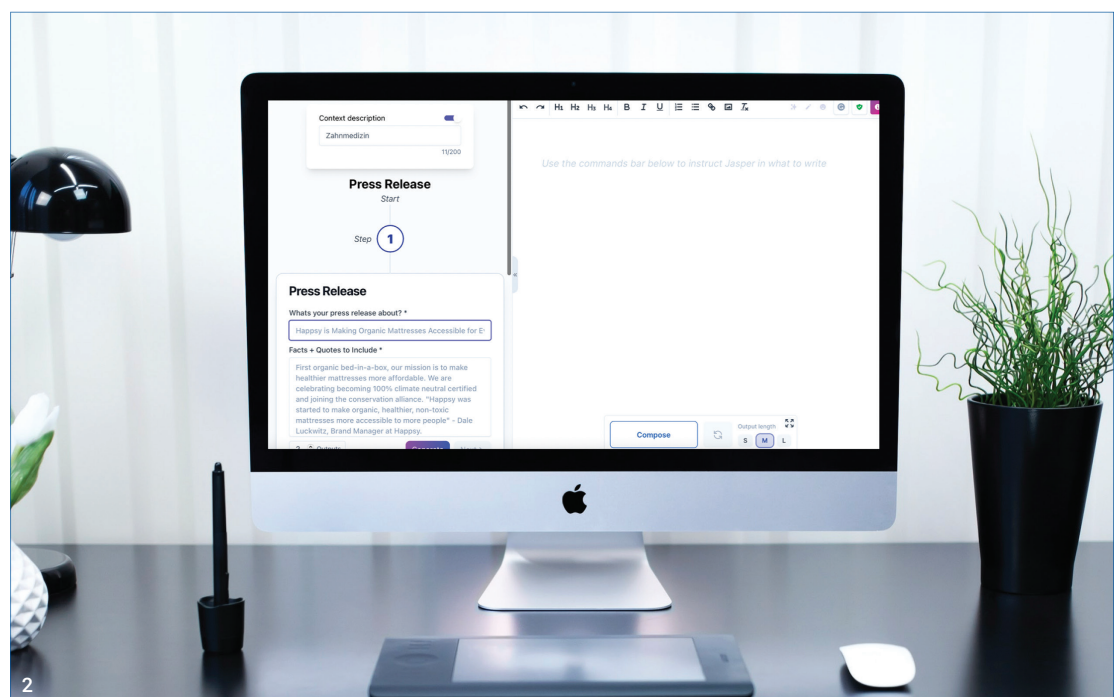 Context description
Zahnmedizin
11/200
Press Release
Start
Step 1
Press Release
Whats your press release about? *
Happsy is Making Organic Mattresses Accessible for E
Facts + Quotes to Include *
First organic bed-in-a-box, our mission is to make
healthier mattresses more affordable. We are
celebrating becoming 100% climate neutral certified
and joining the conservation alliance. "Happsy was
started to make organic, healthier, non-toxic
mattresses more accessible to more people" - Dale
Luckwitz, Brand Manager at Happsy.
H1 H2 H3 H4 B I U
Use the commands bar below to instruct Jasper in what to write
Compose
Output length
S M L
2